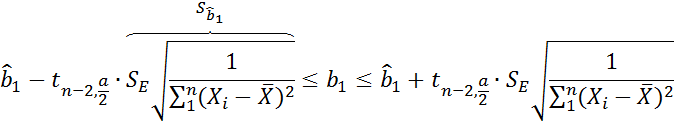 S_{\hat{b}_1}
\hat{b}_1 - t_{n-2,\frac{a}{2}} \cdot \overbrace{S_E \sqrt{\frac{1}{\sum_1^n (X_i - \bar{X})^2}}} \leq b_1 \leq \hat{b}_1 + t_{n-2,\frac{a}{2}} \cdot S_E \sqrt{\frac{1}{\sum_1^n (X_i - \bar{X})^2}}